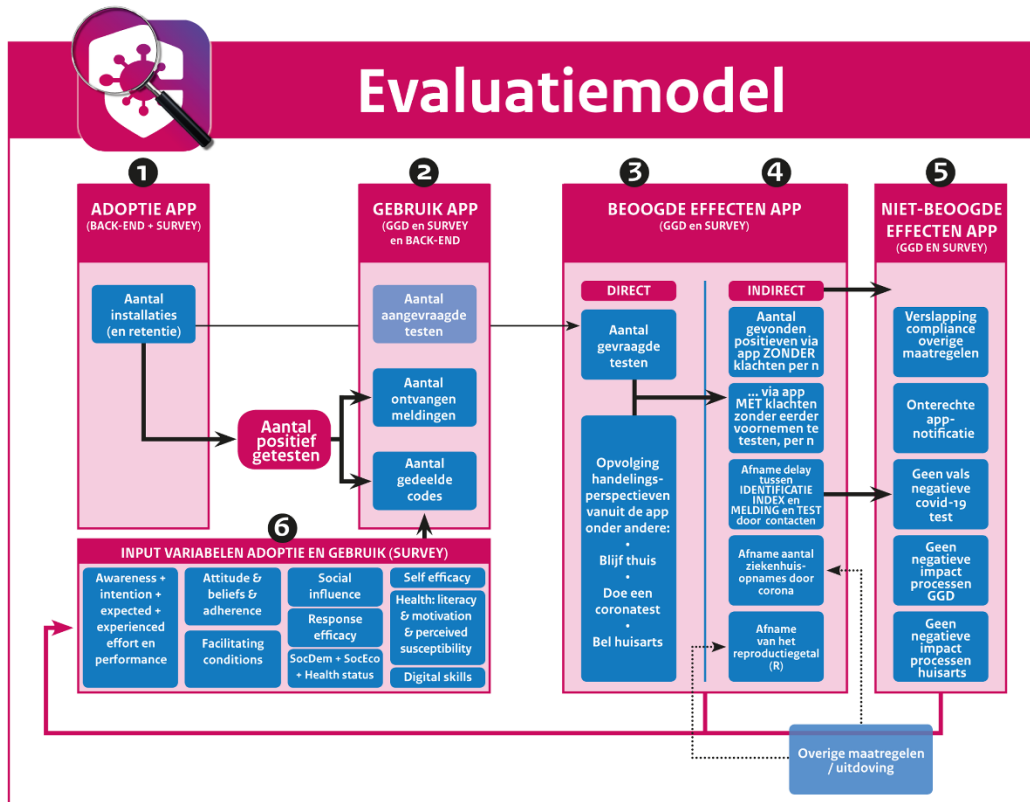 Evaluatiemodel
1
ADOPTIE APP
(BACK-END + SURVEY)
Aantal
installaties
(en retentie)
Aantal
positief
getesten
2
GEBRUIK APP
(GGD en SURVEY
en BACK-END
Aantal
aangevraagde
testen
Aantal
ontvangen
meldingen
Aantal
gedeelde
codes
3
4
BEOOGDE EFFECTEN APP
(GGD en SURVEY)
DIRECT
Aantal
gevraagde
testen
Opvolging
handelings-
perspectieven
vanuit de app
onder andere:
•
Blijf thuis
•
Doe een
coronatest
•
Bel huisarts
INDIRECT
Aantal
gevonden
positieven via
app ZONDER
klachten per n
... via app
MET klachten
zonder eerder
voornemen te
testen, per n
Afname delay
tussen
IDENTIFICATIE
INDEX en
MELDING en TEST
door contacten
Afname aantal
ziekenhuis-
opnames door
corona
Afname
van het
reproductiegetal
(R)
5
NIET-BEOOGDE
EFFECTEN APP
(GGD EN SURVEY)
Verslapping
compliance
overige
maatregelen
Onterechte
app-
notificatie
Geen vals
negatieve
covid-19
test
Geen
negatieve
impact
processen
GGD
Geen
negatieve
impact
processen
huisarts
6
INPUT VARIABELEN ADOPTIE EN GEBRUIK (SURVEY)
Awareness +
intention +
expected +
experienced
effort en
performance
Attitude &
beliefs &
adherence
Facilitating
conditions
Social
influence
Response
efficacy
SocDem + SocEco
+ Health status
Self efficacy
Health: literacy
& motivation
& perceived
susceptibility
Digital skills
Overige maatregelen
/ uitdoving